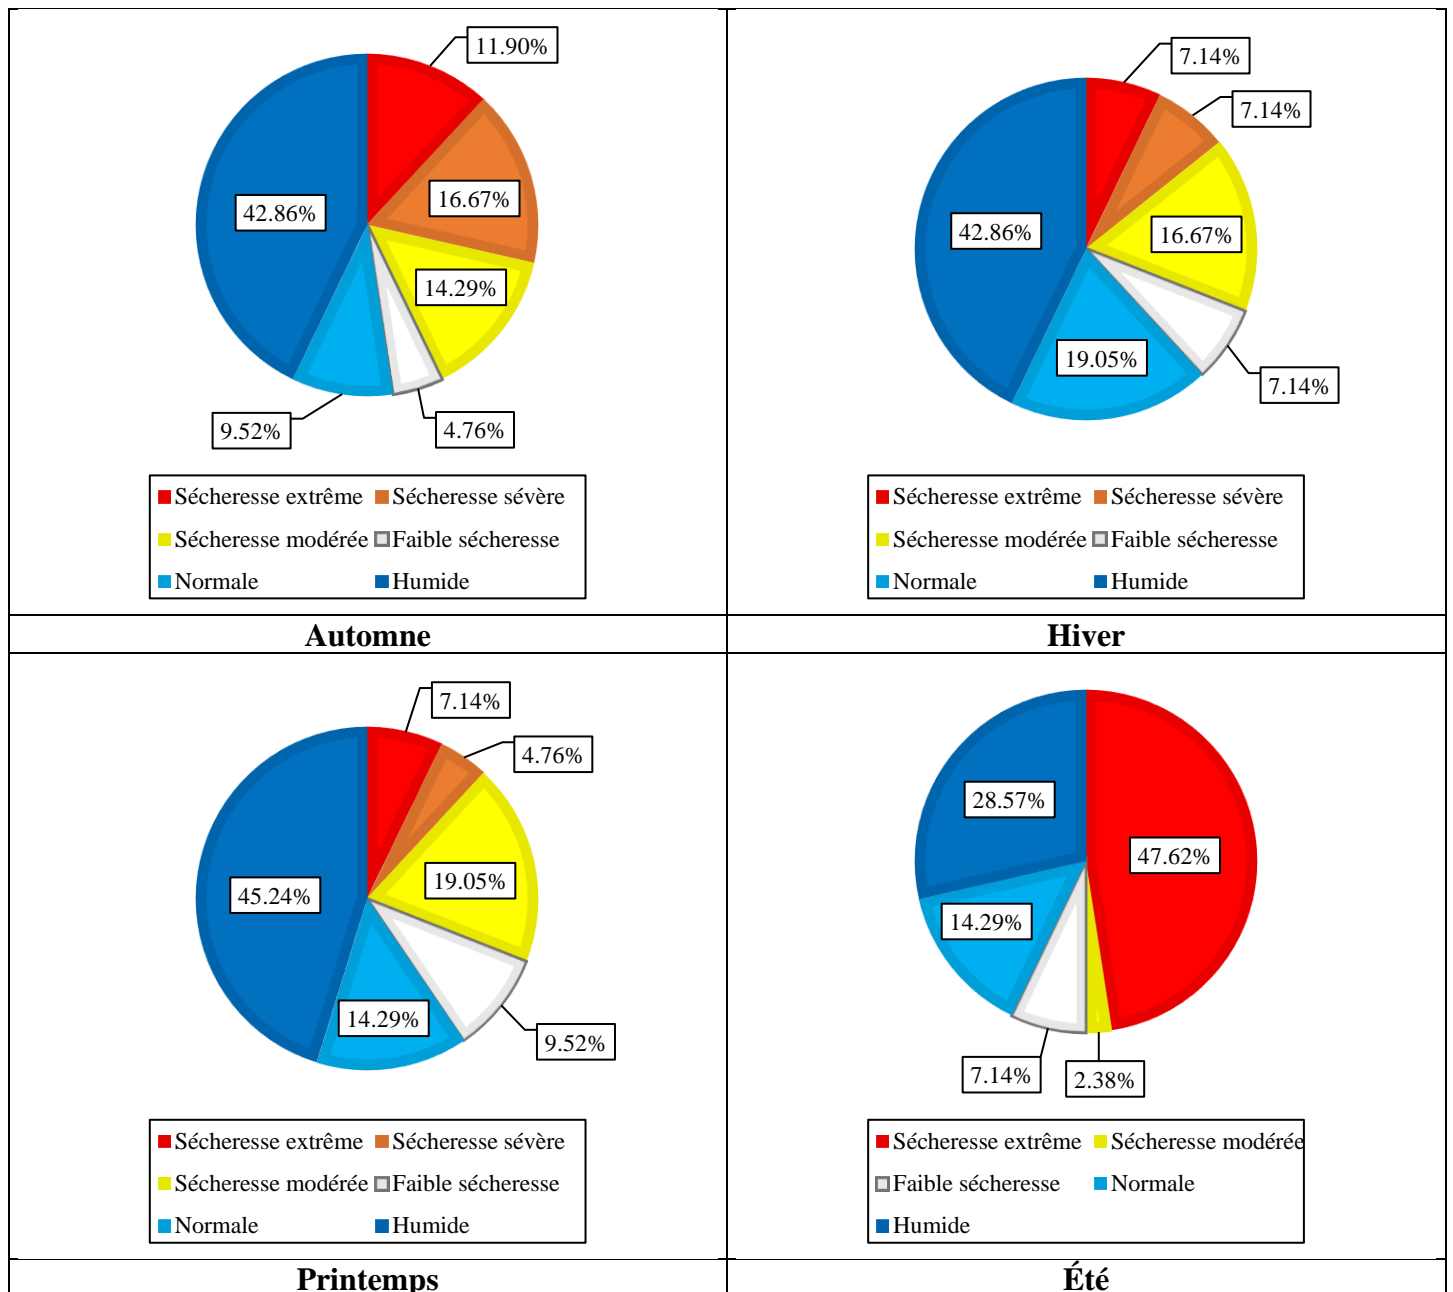 11.90%
16.67%
42.86%
14.29%
9.52%
4.76%
Sécheresse extrême Sécheresse sévère
Sécheresse modérée Faible sécheresse
Normale Humide
Automne
7.14%
7.14%
42.86%
16.67%
19.05%
7.14%
Sécheresse extrême Sécheresse sévère
Sécheresse modérée Faible sécheresse
Normale Humide
Hiver
7.14%
4.76%
19.05%
45.24%
14.29%
9.52%
Sécheresse extrême Sécheresse sévère
Sécheresse modérée Faible sécheresse
Normale Humide
Printemps
28.57%
47.62%
14.29%
7.14%
2.38%
Sécheresse extrême Sécheresse modérée
Faible sécheresse Normale
Humide
Été